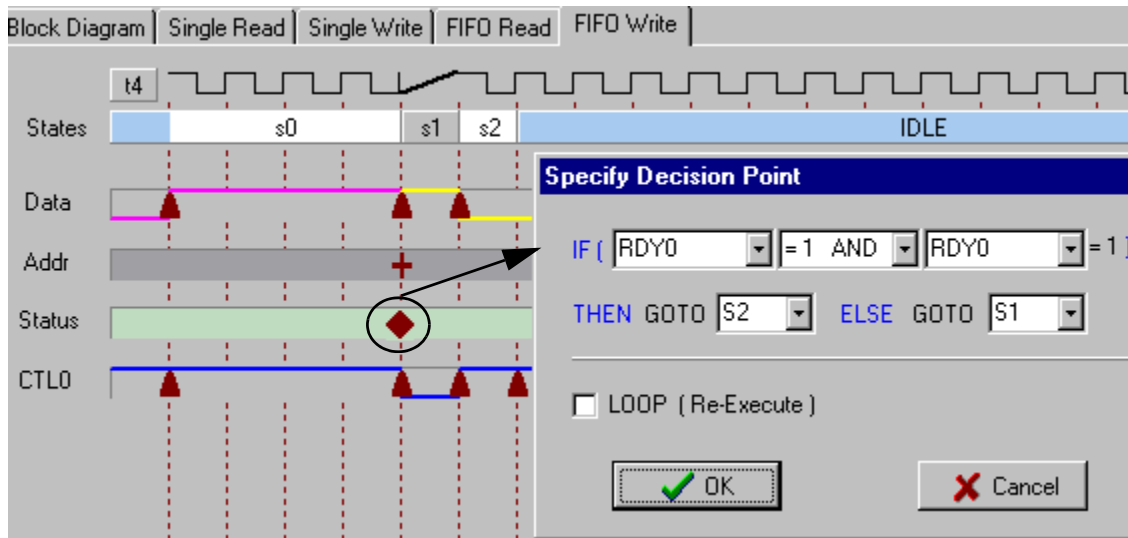 Block Diagram Single Read Single Write FIFO Read FIFO Write
t4
States s0 s1 s2 IDLE
Specify Decision Point
Data
IF ( RDY0 = 1 AND RDY0 = 1 )
Addr
THEN GOTO S2 ELSE GOTO S1
Status
CTL0
LOOP ( Re-Execute )
OK Cancel